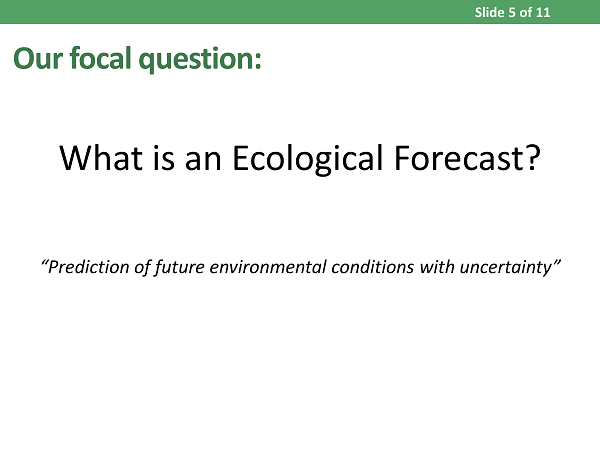 Slide 5 of 11
Our focal question:
What is an Ecological Forecast?
“Prediction of future environmental conditions with uncertainty”